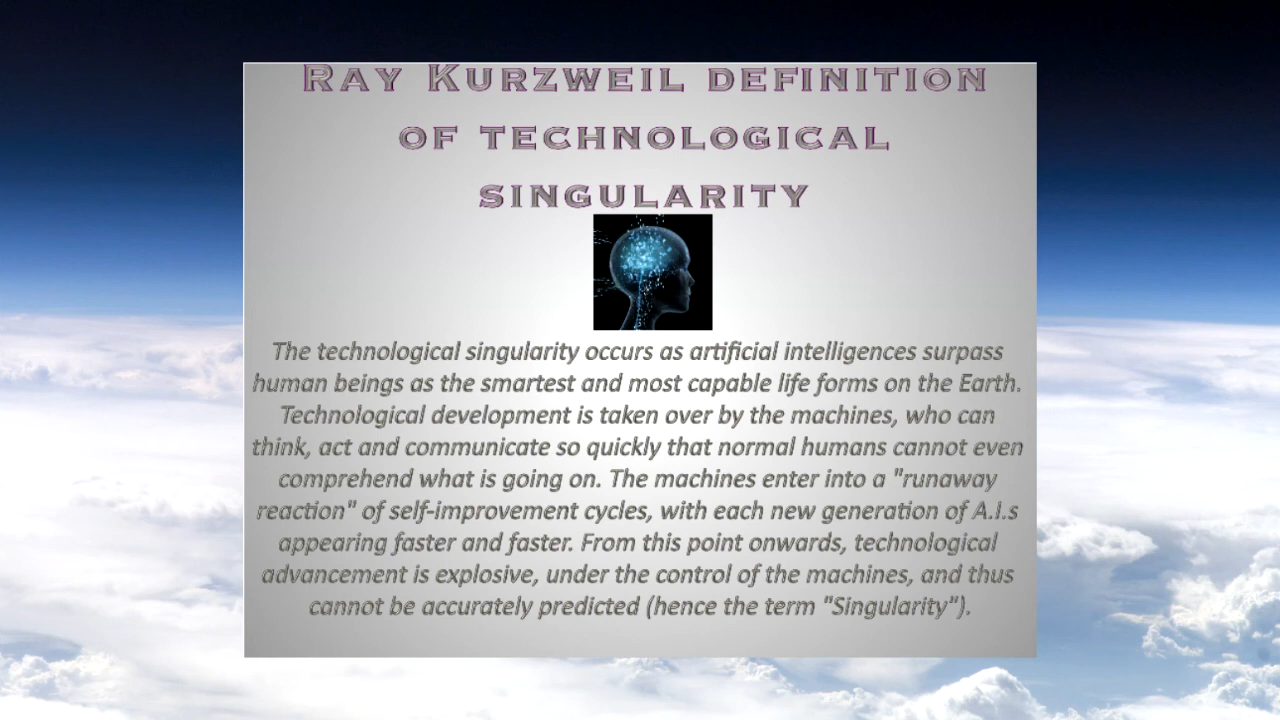 Ray Kurzweil definition
of technological
singularity
The technological singularity occurs as artificial intelligences surpass
human beings as the smartest and most capable life forms on the Earth.
Technological development is taken over by the machines, who can
think, act and communicate so quickly that normal humans cannot even
comprehend what is going on. The machines enter into a "runaway
reaction" of self-improvement cycles, with each new generation of A.I.s
appearing faster and faster. From this point onwards, technological
advancement is explosive, under the control of the machines, and thus
cannot be accurately predicted (hence the term "Singularity").